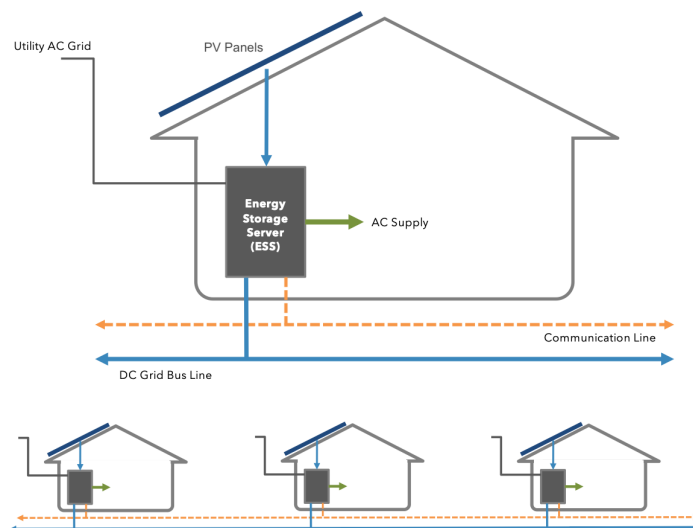 Utility AC Grid
PV Panels
Energy
Storage
Server
(ESS)
AC Supply
Communication Line
DC Grid Bus Line